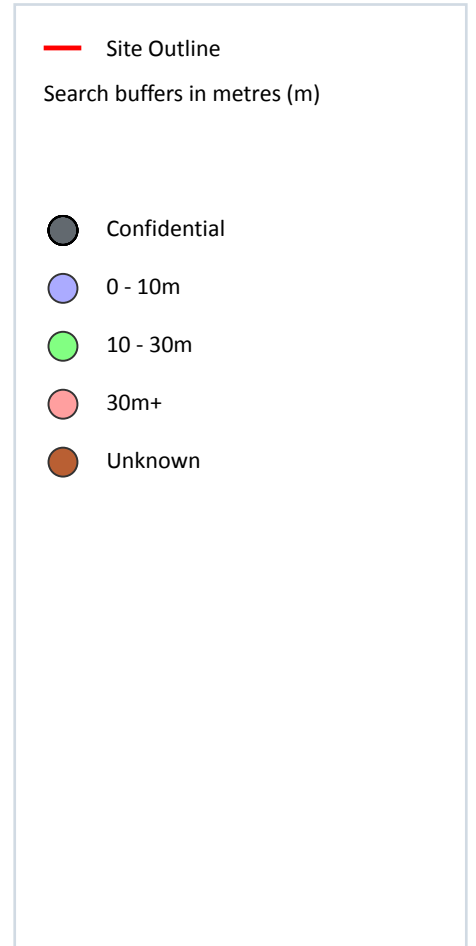 Site Outline
Search buffers in metres (m)
Confidential
0 - 10m
10 - 30m
30m+
Unknown